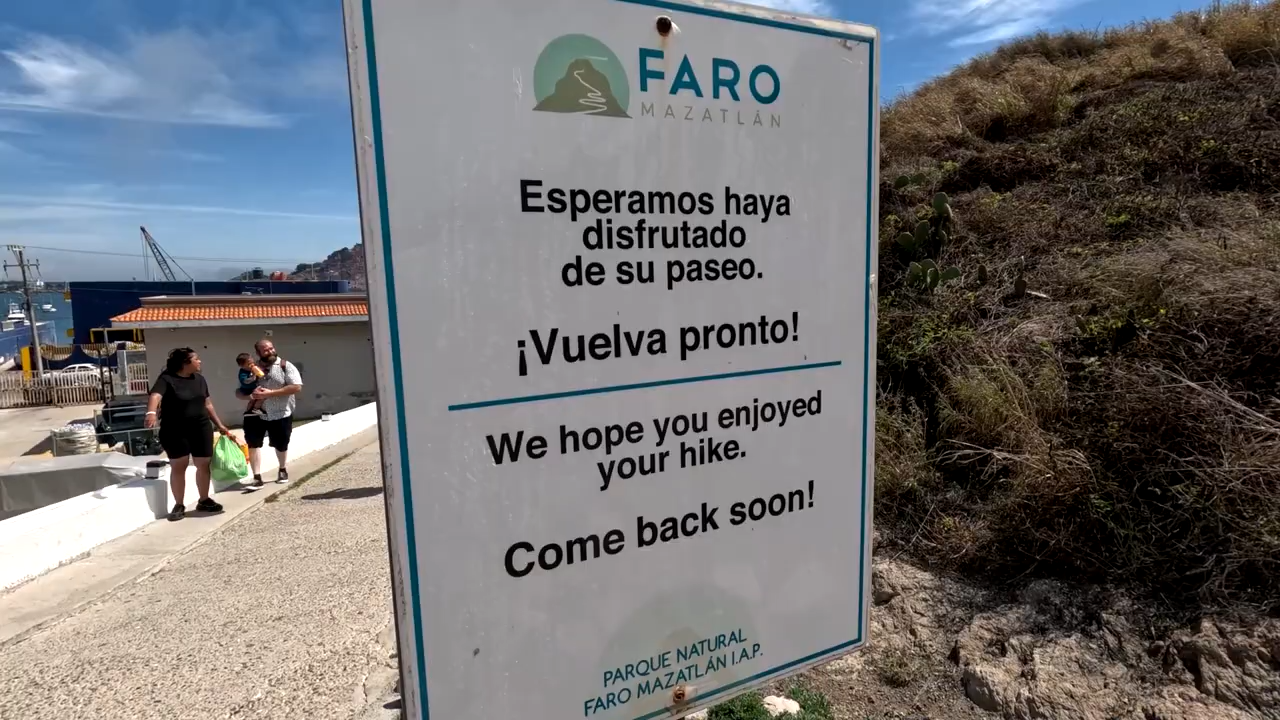 FARO
MAZATLÁN
Esperamos haya
disfrutado
de su paseo.
¡Vuelva pronto!
We hope you enjoyed
your hike.
Come back soon!
PARQUE NATURAL
FARO MAZATLÁN I.A.P.